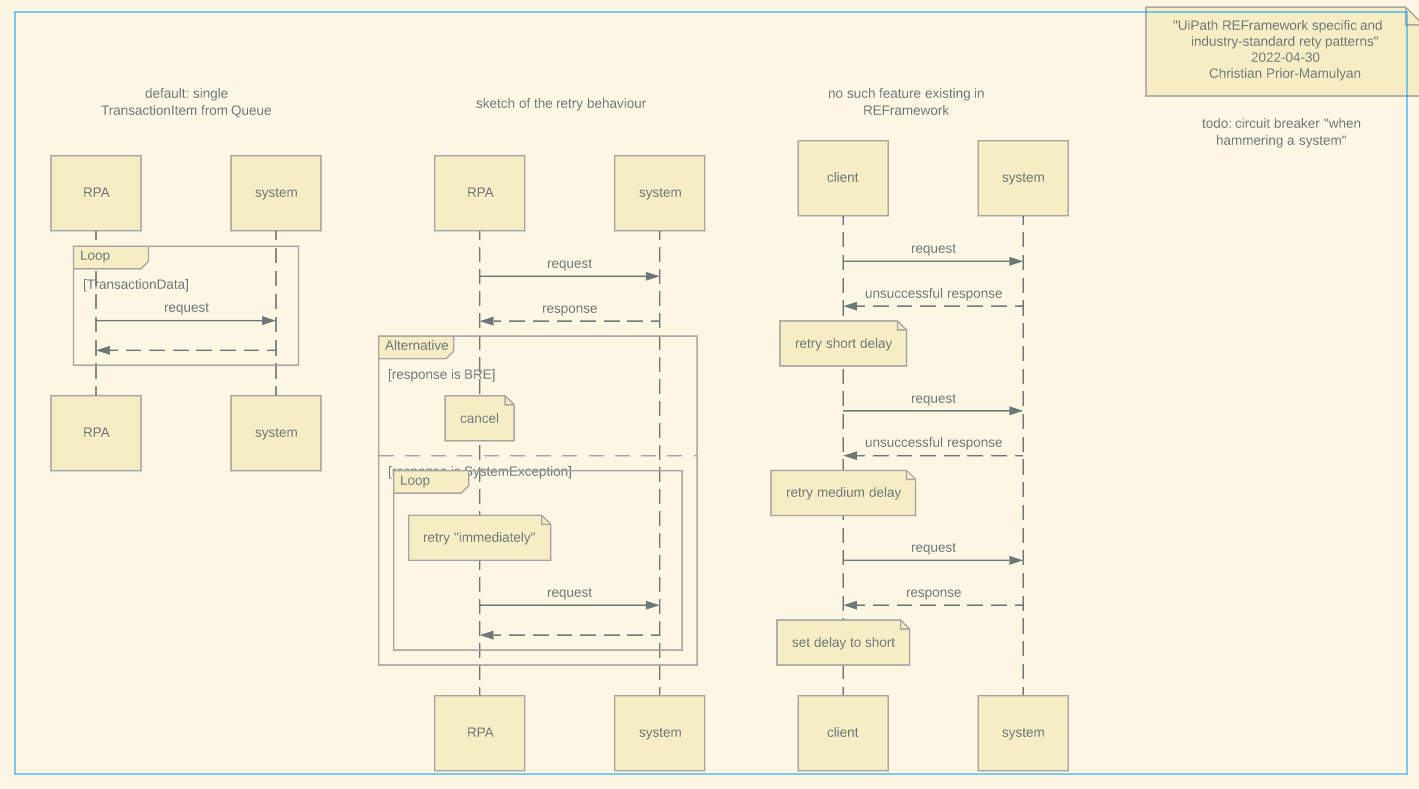 "UiPath REFramework specific and
industry-standard rety patterns"
2022-04-30
Christian Prior-Mamulyan
todo: circuit breaker "when
hammering a system"
default: single
TransactionItem from Queue
RPA
system
Loop
[TransactionData]
request
RPA
system
sketch of the retry behaviour
RPA
system
request
response
Alternative
[response is BRE]
cancel
[response is SystemException]
Loop
retry "immediately"
request
RPA
system
no such feature existing in
REFramework
client
system
request
unsuccessful response
retry short delay
request
unsuccessful response
retry medium delay
request
response
set delay to short
client
system